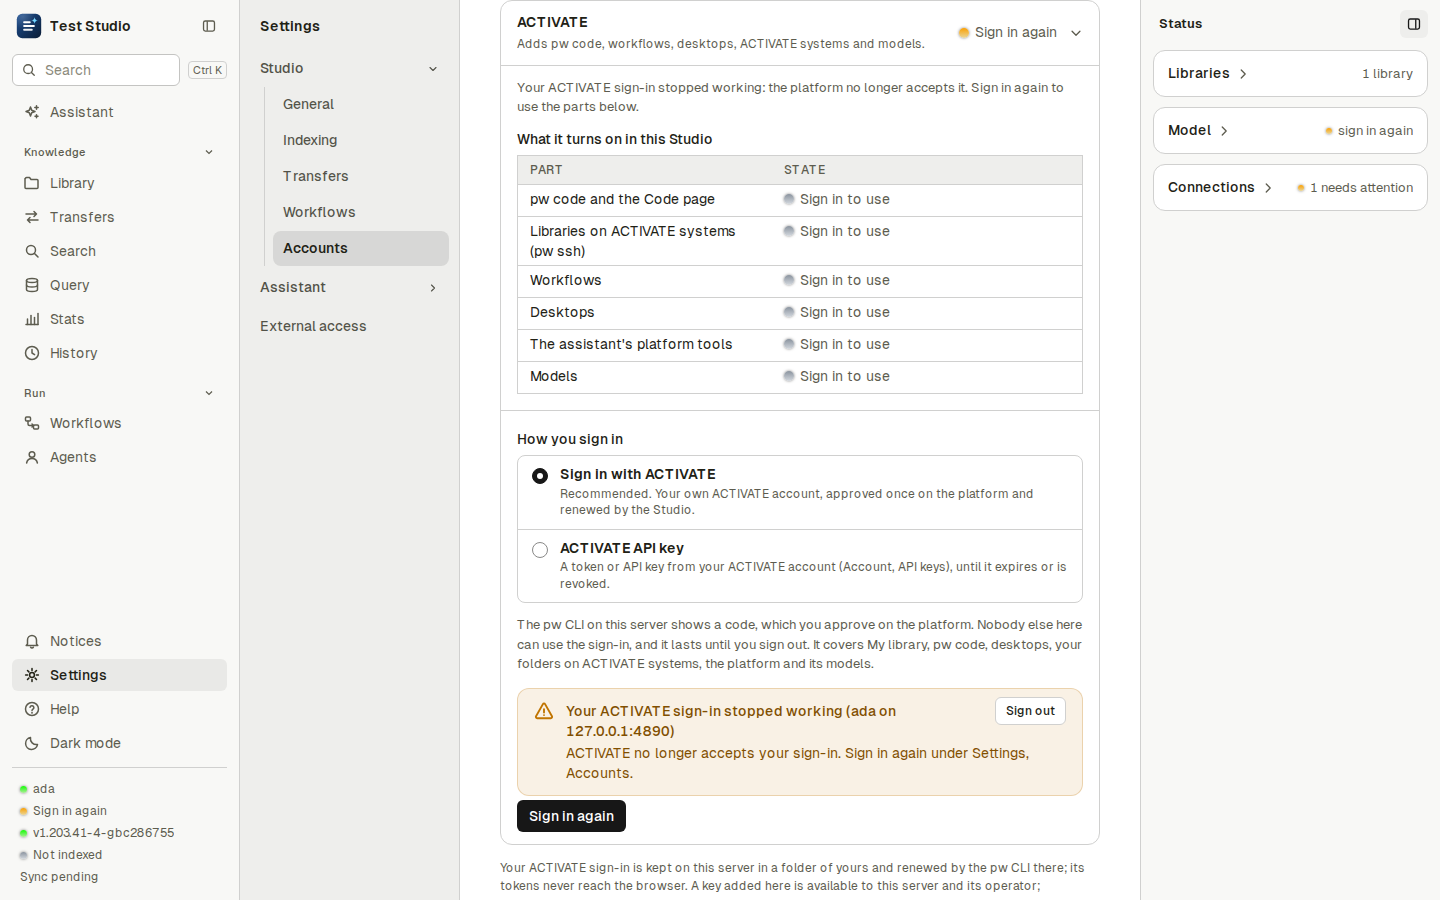 Test Studio
Search
Ctrl K
Assistant
Knowledge
Library
Transfers
Search
Query
Stats
History
Run
Workflows
Agents
Notices
Settings
Help
Dark mode
ada
Sign in again
v1.203.41-4-gbc286755
Not indexed
Sync pending
Settings
Studio
General
Indexing
Transfers
Workflows
Accounts
Assistant
External access
ACTIVATE
Adds pw code, workflows, desktops, ACTIVATE systems and models.
Sign in again
Your ACTIVATE sign-in stopped working: the platform no longer accepts it. Sign in again to
use the parts below.
What it turns on in this Studio
PART STATE
pw code and the Code page Sign in to use
Libraries on ACTIVATE systems Sign in to use
(pw ssh)
Workflows Sign in to use
Desktops Sign in to use
The assistant's platform tools Sign in to use
Models Sign in to use
How you sign in
Sign in with ACTIVATE
Recommended. Your own ACTIVATE account, approved once on the platform and
renewed by the Studio.
ACTIVATE API key
A token or API key from your ACTIVATE account (Account, API keys), until it expires or is
revoked.
The pw CLI on this server shows a code, which you approve on the platform. Nobody else here
can use the sign-in, and it lasts until you sign out. It covers My library, pw code, desktops, your
folders on ACTIVATE systems, the platform and its models.
Your ACTIVATE sign-in stopped working (ada on
127.0.0.1:4890)
Sign out
ACTIVATE no longer accepts your sign-in. Sign in again under Settings,
Accounts.
Sign in again
Your ACTIVATE sign-in is kept on this server in a folder of yours and renewed by the pw CLI there; its
tokens never reach the browser. A key added here is available to this server and its operator;
Status
Libraries 1 library
Model sign in again
Connections 1 needs attention